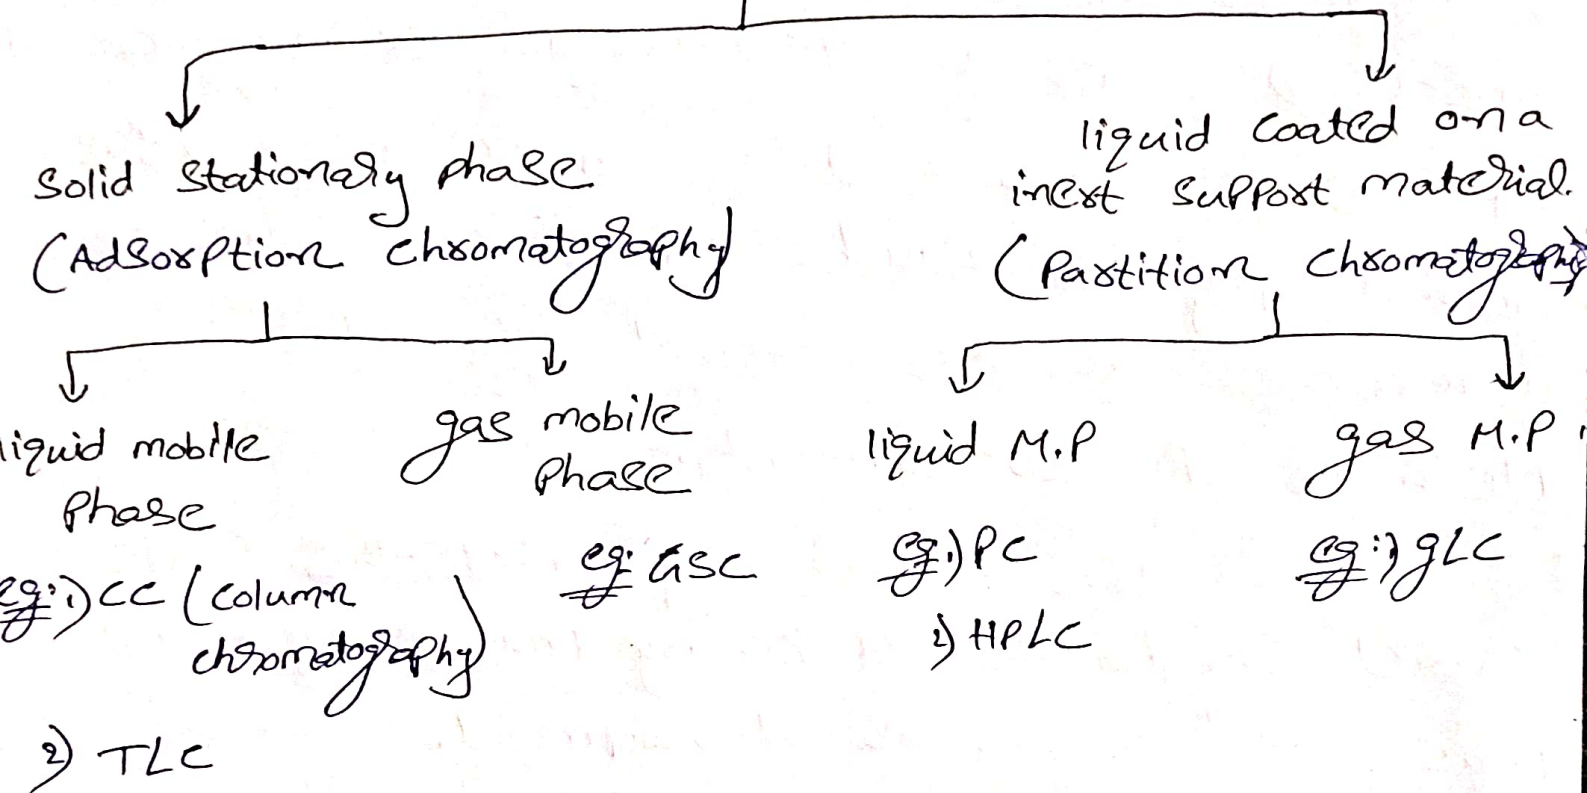 Solid Stationary phase
(Adsorption chromatography)
liquid coated on a
inert support material.
(Partition chromatography)
liquid mobile
phase
gas mobile
phase
liquid M.P
gas M.P
eg: 1) CC (column
chromatography)
2) TLC
eg: GSC
eg: 1) PC
2) HPLC
eg: 1) gLC